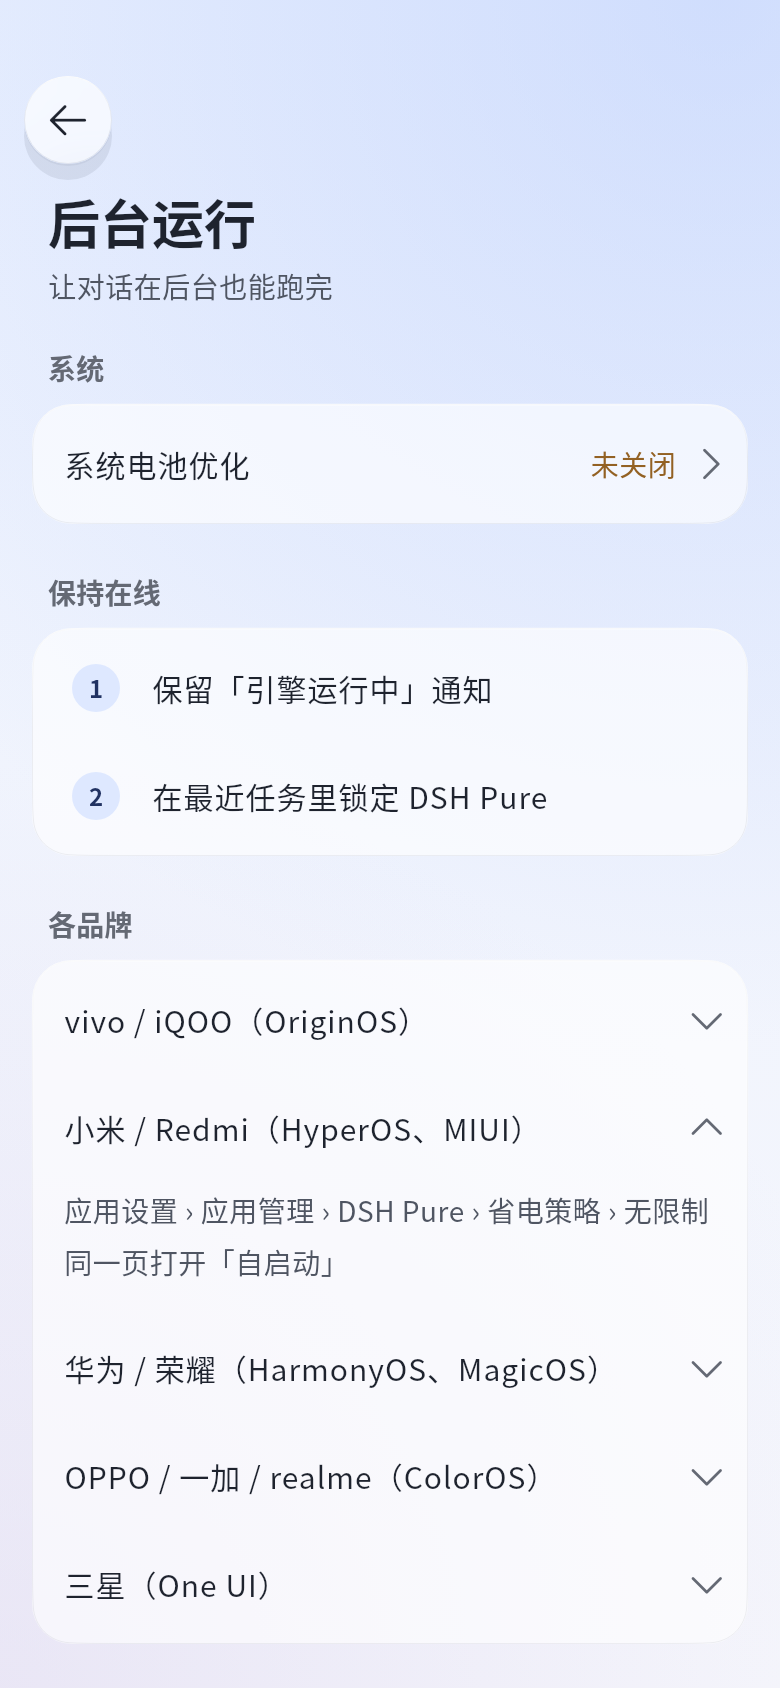 后台运行
让对话在后台也能跑完
系统
系统电池优化 未关闭
保持在线
1 保留「引擎运行中」通知
2 在最近任务里锁定 DSH Pure
各品牌
vivo / iQOO（OriginOS）
小米 / Redmi（HyperOS、MIUI）
应用设置 › 应用管理 › DSH Pure › 省电策略 › 无限制
同一页打开「自启动」
华为 / 荣耀（HarmonyOS、MagicOS）
OPPO / 一加 / realme（ColorOS）
三星（One UI）